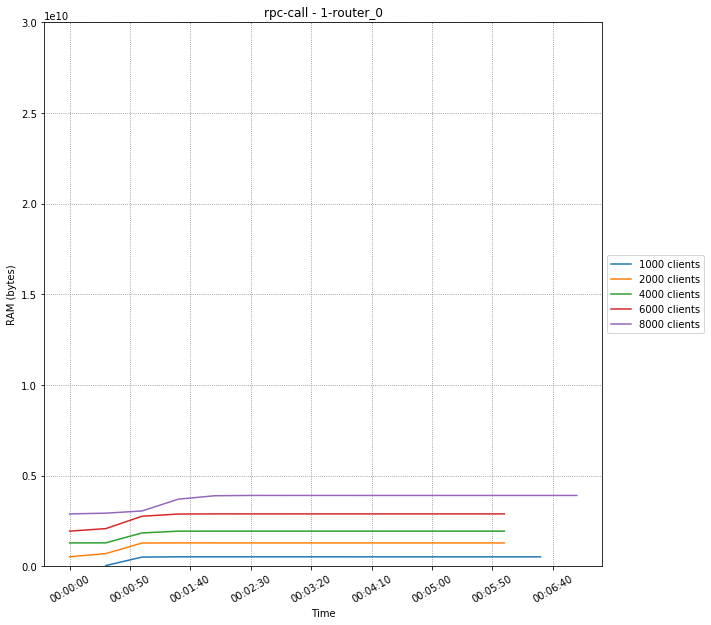 rpc-call - 1-router_0
1e10
3.0
2.5
2.0
1.5
1.0
0.5
0.0
RAM (bytes)
00:00:00
00:00:50
00:01:40
00:02:30
00:03:20
00:04:10
00:05:00
00:05:50
00:06:40
Time
1000 clients
2000 clients
4000 clients
6000 clients
8000 clients